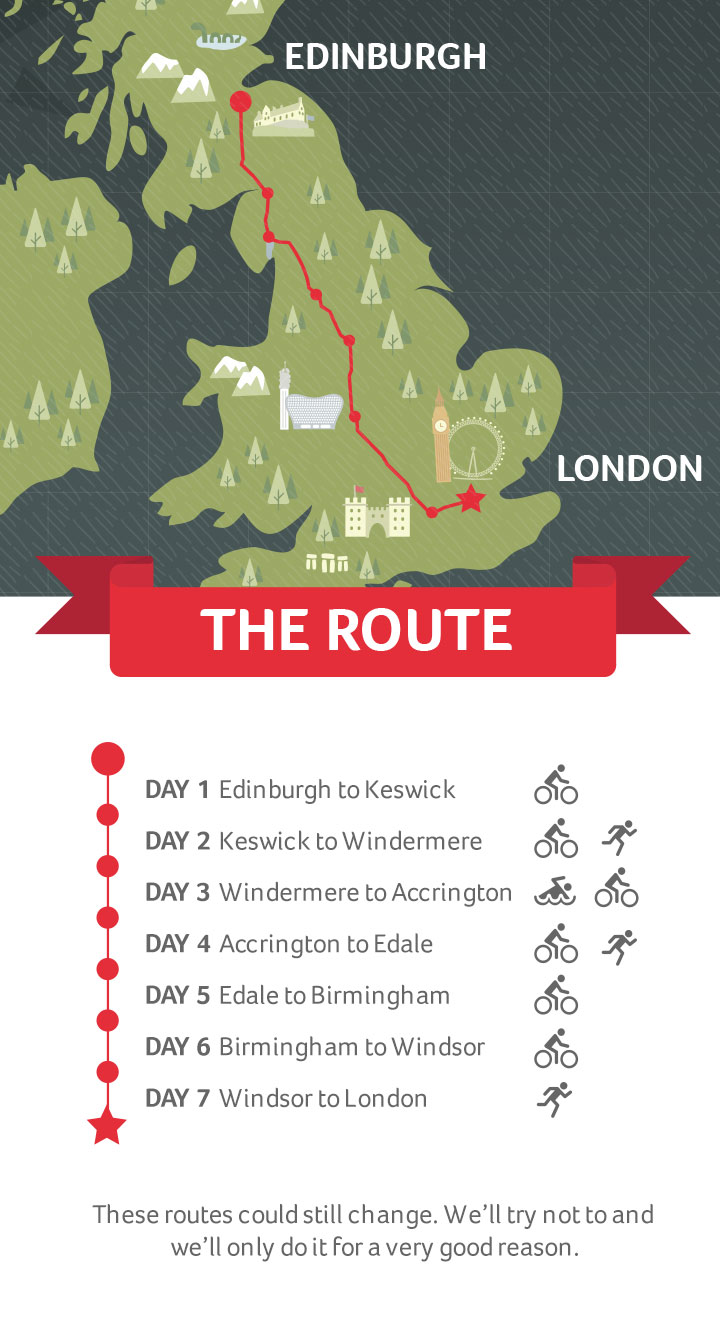 EDINBURGH
LONDON
THE ROUTE
DAY 1 Edinburgh to Keswick
DAY 2 Keswick to Windermere
DAY 3 Windermere to Accrington
DAY 4 Accrington to Edale
DAY 5 Edale to Birmingham
DAY 6 Birmingham to Windsor
DAY 7 Windsor to London
These routes could still change. We’ll try not to and
we’ll only do it for a very good reason.